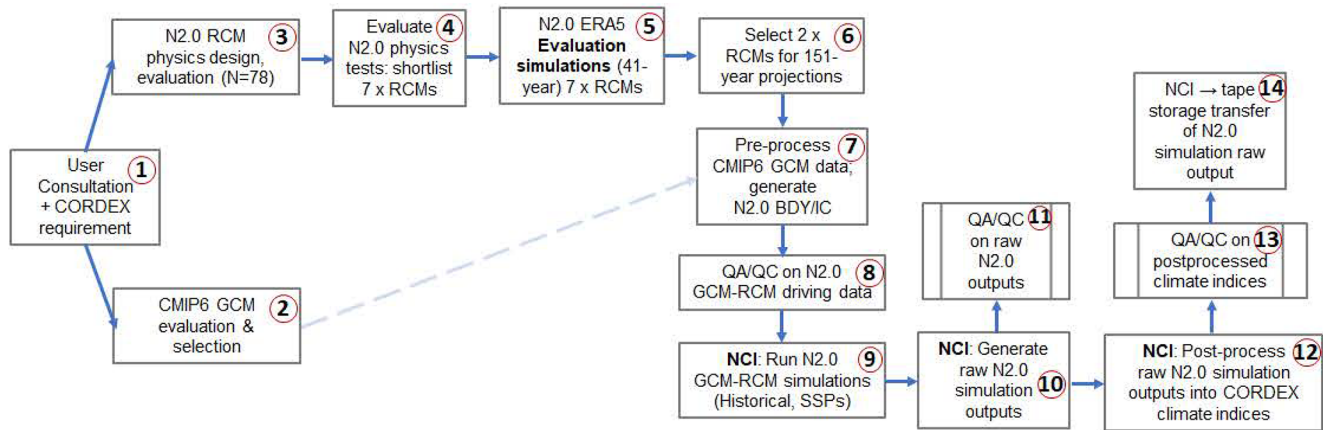 User 1
Consultation
+ CORDEX
requirement
CMIP6 GCM 2
evaluation &
selection
N2.0 RCM 3
physics design,
evaluation (N=78)
Evaluate 4
N2.0 physics
tests: shortlist
7 x RCMs
N2.0 ERA5 5
Evaluation
simulations (41-
year) 7 x RCMs
Select 2 x 6
RCMs for 151-
year projections
Pre-process 7
CMIP6 GCM data;
generate
N2.0 BDY/IC
QA/QC on N2.0 8
GCM-RCM driving data
NCI: Run N2.0 9
GCM-RCM simulations
(Historical, SSPs)
NCI: Generate
raw N2.0
simulation 10
outputs
QA/QC 11
on raw
N2.0
outputs
NCI: Post-process 12
raw N2.0 simulation
outputs into CORDEX
climate indices
QA/QC on 13
postprocessed
climate indices
NCI → tape 14
storage transfer
of N2.0
simulation raw
output